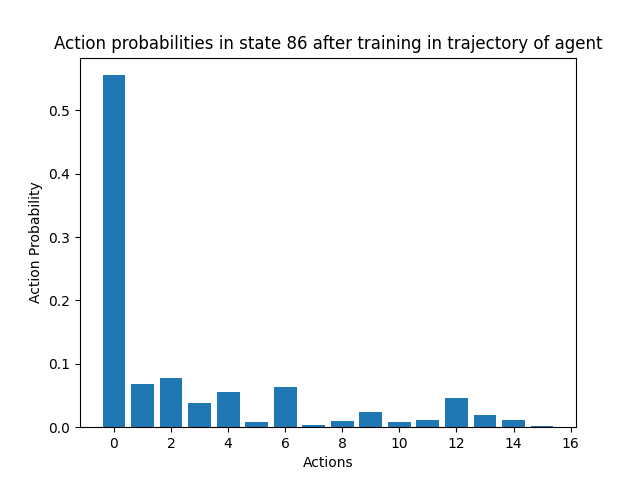 Action probabilities in state 86 after training in trajectory of agent
Action Probability
0.5
0.4
0.3
0.2
0.1
0.0
0 2 4 6 8 10 12 14 16
Actions